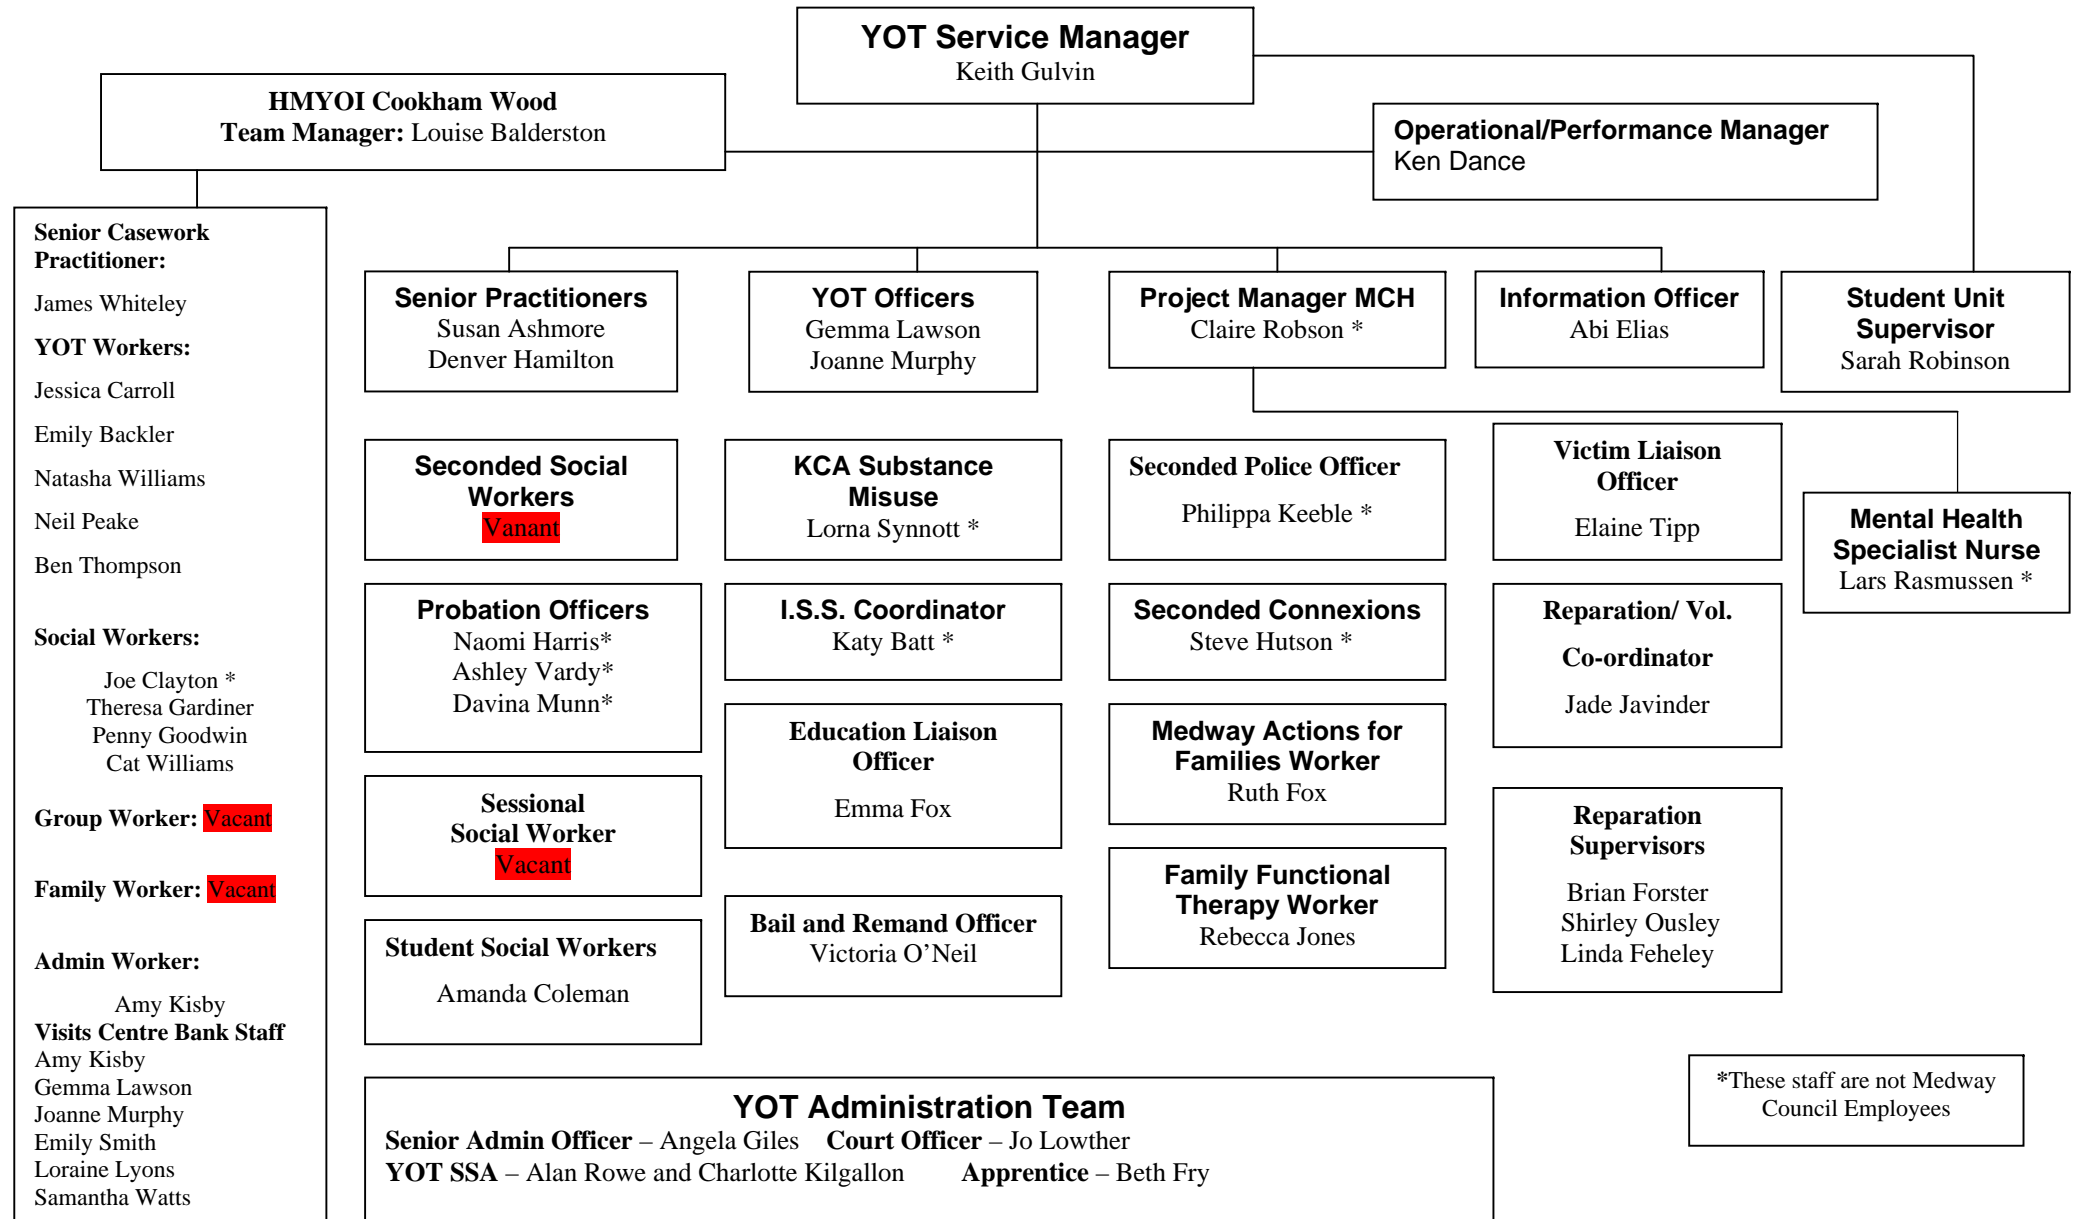 YOT Service Manager
Keith Gulvin
HMYOI Cookham Wood
Team Manager: Louise Balderston
Operational/Performance Manager
Ken Dance
Senior Casework
Practitioner:
James Whiteley
YOT Workers:
Jessica Carroll
Emily Backler
Natasha Williams
Neil Peake
Ben Thompson
Social Workers:
Joe Clayton *
Theresa Gardiner
Penny Goodwin
Cat Williams
Group Worker: Vacant
Family Worker: Vacant
Admin Worker:
Amy Kisby
Visits Centre Bank Staff
Amy Kisby
Gemma Lawson
Joanne Murphy
Emily Smith
Loraine Lyons
Samantha Watts
Senior Practitioners
Susan Ashmore
Denver Hamilton
YOT Officers
Gemma Lawson
Joanne Murphy
Project Manager MCH
Claire Robson *
Information Officer
Abi Elias
Student Unit
Supervisor
Sarah Robinson
Seconded Social
Workers
Vanant
KCA Substance
Misuse
Lorna Synnott *
Seconded Police Officer
Philippa Keeble *
Victim Liaison
Officer
Elaine Tipp
Mental Health
Specialist Nurse
Lars Rasmussen *
Probation Officers
Naomi Harris*
Ashley Vardy*
Davina Munn*
I.S.S. Coordinator
Katy Batt *
Seconded Connexions
Steve Hutson *
Reparation/ Vol.
Co-ordinator
Jade Javinder
Education Liaison
Officer
Emma Fox
Medway Actions for
Families Worker
Ruth Fox
Sessional
Social Worker
Vacant
Reparation
Supervisors
Brian Forster
Shirley Ousley
Linda Feheley
Family Functional
Therapy Worker
Rebecca Jones
Bail and Remand Officer
Victoria O’Neil
Student Social Workers
Amanda Coleman
YOT Administration Team
Senior Admin Officer – Angela Giles Court Officer – Jo Lowther
YOT SSA – Alan Rowe and Charlotte Kilgallon Apprentice – Beth Fry
*These staff are not Medway
Council Employees